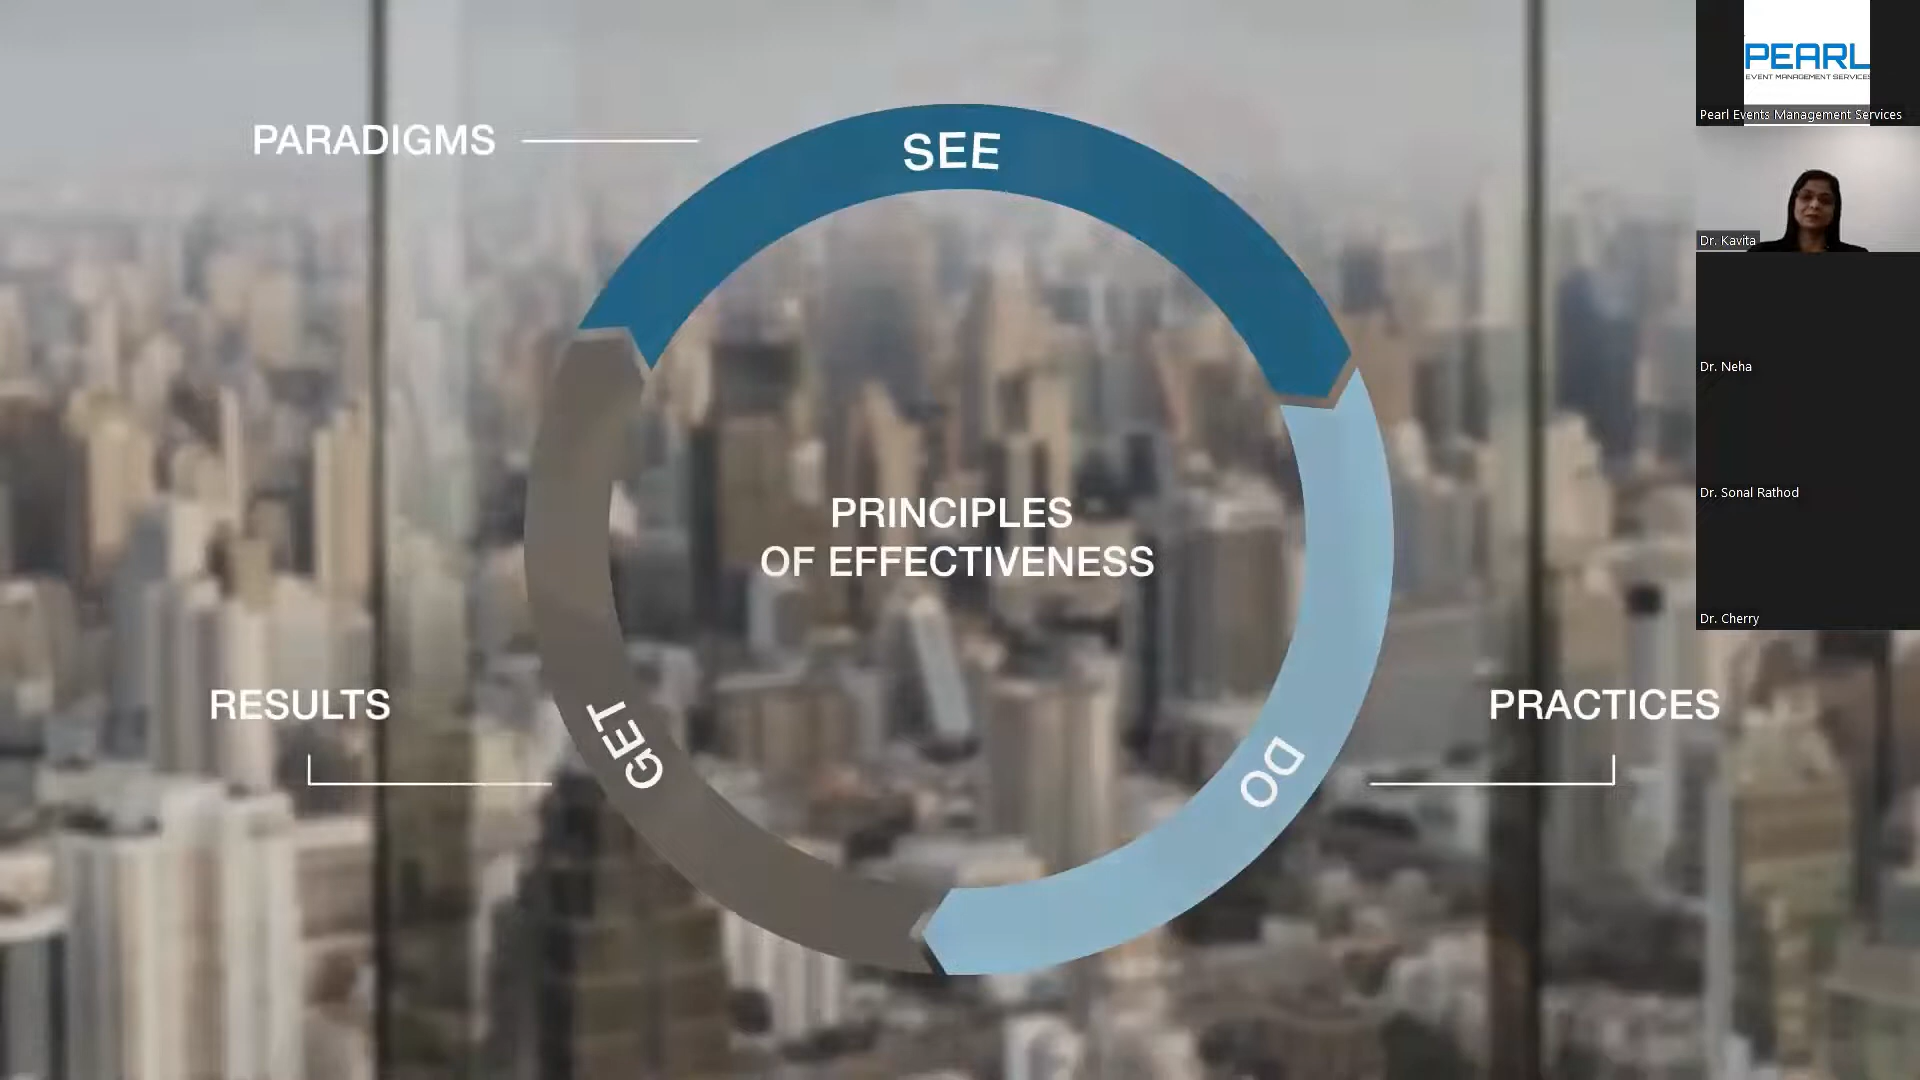 PARADIGMS
SEE
PRINCIPLES
OF EFFECTIVENESS
RESULTS
GET
DO
PRACTICES
PEARL
EVENT MANAGEMENT SERVICES
Pearl Events Management Services
Dr. Kavita
Dr. Neha
Dr. Sonal Rathod
Dr. Cherry